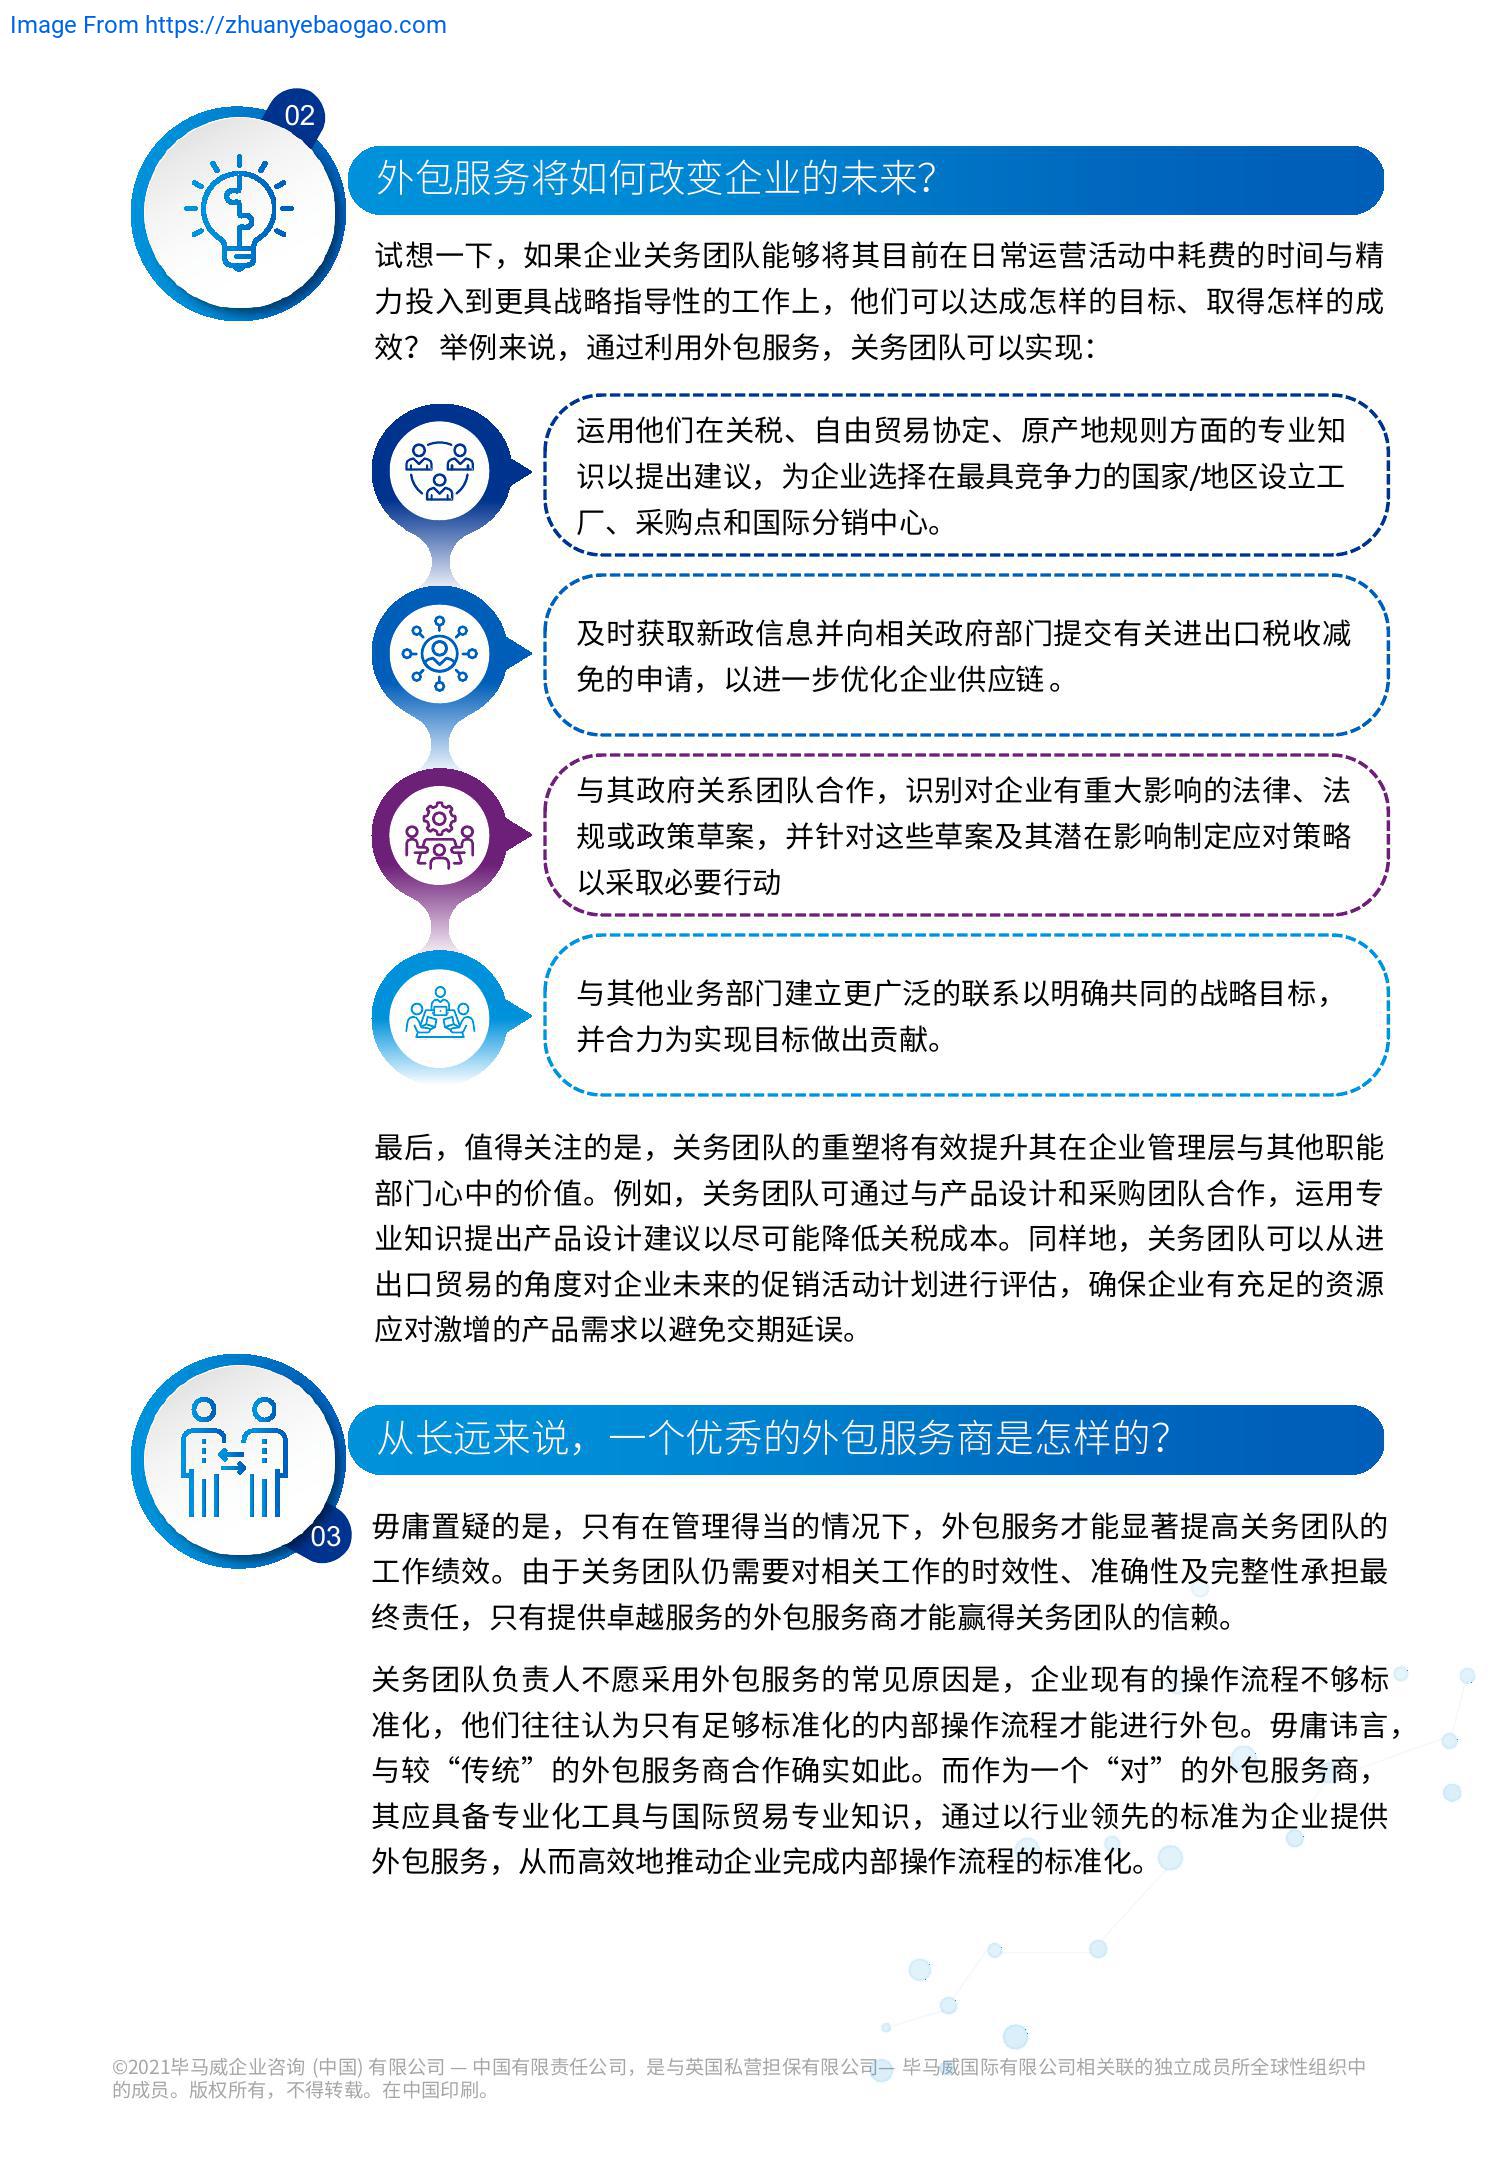 Image From https://zhuanyebaogao.com
02
外包服务将如何改变企业的未来？
试想一下，如果企业关务团队能够将其目前在日常运营活动中耗费的时间与精
力投入到更具战略指导性的工作上，他们可以达成怎样的目标、取得怎样的成
效？ 举例来说，通过利用外包服务，关务团队可以实现：
运用他们在关税、自由贸易协定、原产地规则方面的专业知
识以提出建议，为企业选择在最具竞争力的国家/地区设立工
厂、采购点和国际分销中心。
及时获取新政信息并向相关政府部门提交有关进出口税收减
免的申请，以进一步优化企业供应链。
与其政府关系团队合作，识别对企业有重大影响的法律、法
规或政策草案，并针对这些草案及其潜在影响制定应对策略
以采取必要行动
与其他业务部门建立更广泛的联系以明确共同的战略目标，
并合力为实现目标做出贡献。
最后，值得关注的是，关务团队的重塑将有效提升其在企业管理层与其他职能
部门心中的价值。例如，关务团队可通过与产品设计和采购团队合作，运用专
业知识提出产品设计建议以尽可能降低关税成本。同样地，关务团队可以从进
出口贸易的角度对企业未来的促销活动计划进行评估，确保企业有充足的资源
应对激增的产品需求以避免交期延误。
从长远来说，一个优秀的外包服务商是怎样的？
03
毋庸置疑的是，只有在管理得当的情况下，外包服务才能显著提高关务团队的
工作绩效。由于关务团队仍需要对相关工作的时效性、准确性及完整性承担最
终责任，只有提供卓越服务的外包服务商才能赢得关务团队的信赖。
关务团队负责人不愿采用外包服务的常见原因是，企业现有的操作流程不够标
准化，他们往往认为只有足够标准化的内部操作流程才能进行外包。毋庸讳言，
与较“传统”的外包服务商合作确实如此。而作为一个“对”的外包服务商，
其应具备专业化工具与国际贸易专业知识，通过以行业领先的标准为企业提供
外包服务，从而高效地推动企业完成内部操作流程的标准化。
©2021毕马威企业咨询 (中国) 有限公司 — 中国有限责任公司，是与英国私营担保有限公司— 毕马威国际有限公司相关联的独立成员所全球性组织中
的成员。版权所有，不得转载。在中国印刷。